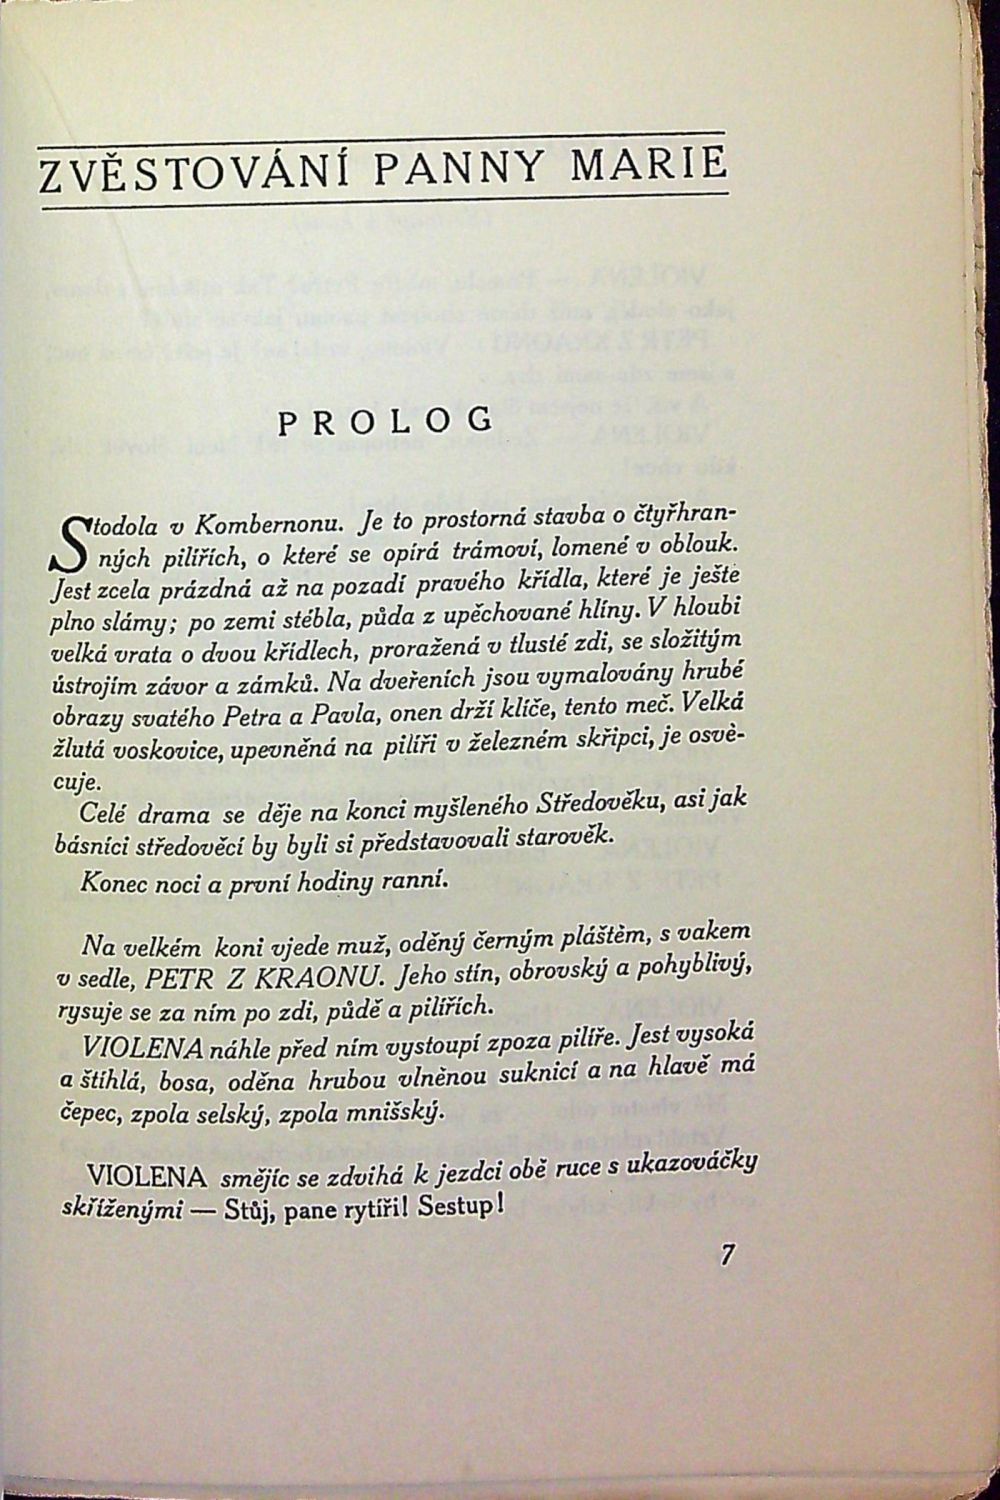 ZVĚSTOVÁNÍ PANNY MARIE
PROLOG
Stodola v Kombernonu. Je to prostorná stavba o čtyřhran-
ných pilířích, o které se opírá trámoví, lomené v oblouk.
Jest zcela prázdná až na pozadí pravého křídla, které je ješte
plno slámy; po zemi stébla, půda z upěchované hlíny. V hloubi
velká vrata o dvou křídlech, proražená v tlusté zdi, se složitým
ústrojím závor a zámků. Na dveřeních jsou vymalovány hrubé
obrazy svatého Petra a Pavla, onen drží klíče, tento meč. Velká
žlutá voskovice, upevněná na pilíři v železném skřipci, je osvě-
cuje.
Celé drama se děje na konci myšleného Středověku, asi jak
básníci středověcí by byli si představovali starověk.
Konec noci a první hodiny ranní.
Na velkém koni vjede muž, oděný černým pláštěm, s vakem
v sedle, PETR Z KRAONU. Jeho stín, obrovský a pohyblivý,
rysuje se za ním po zdi, půdě a pilířích.
VIOLENA náhle před ním vystoupí zpoza pilíře. Jest vysoká
a štíhlá, bosa, oděna hrubou vlněnou suknicí a na hlavě má
čepec, zpola selský, zpola mnišský.
VIOLENA smějíc se zdvihá k jezdci obě ruce s ukazováčky
skříženými — Stůj, pane rytíři! Sestup!
7